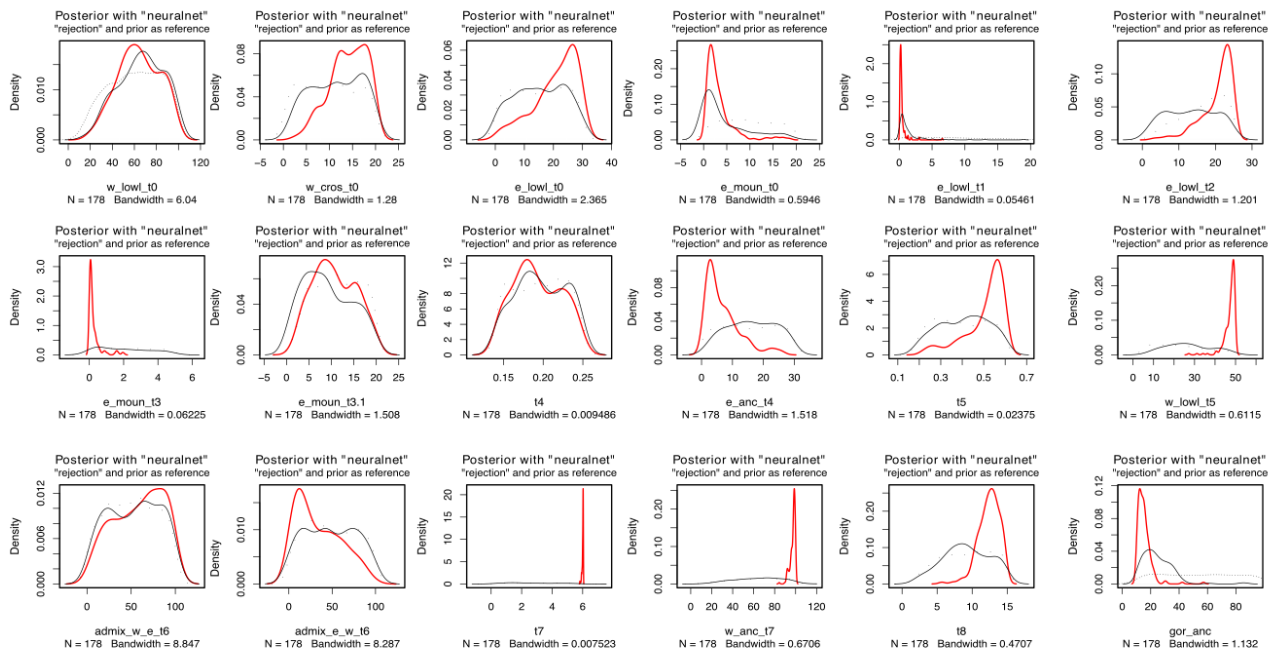 Posterior with "neuralnet"
"rejection" and prior as reference
Density
0.000
0.010
0 20 40 60 80 120
w_lowl_t0
N = 178 Bandwidth = 6.04
Posterior with "neuralnet"
"rejection" and prior as reference
Density
0.00
0.04
0.08
−5 0 5 10 15 20 25
w_cros_t0
N = 178 Bandwidth = 1.28
Posterior with "neuralnet"
"rejection" and prior as reference
Density
0.00
0.02
0.04
0.06
0 10 20 30 40
e_lowl_t0
N = 178 Bandwidth = 2.365
Posterior with "neuralnet"
"rejection" and prior as reference
Density
0.00
0.10
0.20
−5 0 5 10 15 20 25
e_moun_t0
N = 178 Bandwidth = 0.5946
Posterior with "neuralnet"
"rejection" and prior as reference
Density
0.0
1.0
2.0
0 5 10 15 20
e_lowl_t1
N = 178 Bandwidth = 0.05461
Posterior with "neuralnet"
"rejection" and prior as reference
Density
0.00
0.05
0.10
0 10 20 30
e_lowl_t2
N = 178 Bandwidth = 1.201
Posterior with "neuralnet"
"rejection" and prior as reference
Density
0.0
1.0
2.0
3.0
0 2 4 6
e_moun_t3
N = 178 Bandwidth = 0.06225
Posterior with "neuralnet"
"rejection" and prior as reference
Density
0.00
0.04
−5 0 5 10 15 20 25
e_moun_t3.1
N = 178 Bandwidth = 1.508
Posterior with "neuralnet"
"rejection" and prior as reference
Density
0 2 4 6 8 12
0.15 0.20 0.25
t4
N = 178 Bandwidth = 0.009486
Posterior with "neuralnet"
"rejection" and prior as reference
Density
0.00
0.04
0.08
0 10 20 30
e_anc_t4
N = 178 Bandwidth = 1.518
Posterior with "neuralnet"
"rejection" and prior as reference
Density
0
2
4
6
0.1 0.3 0.5 0.7
t5
N = 178 Bandwidth = 0.02375
Posterior with "neuralnet"
"rejection" and prior as reference
Density
0.00
0.10
0.20
0 10 30 50
w_lowl_t5
N = 178 Bandwidth = 0.6115
Posterior with "neuralnet"
"rejection" and prior as reference
Density
0.000
0.006
0.012
0 50 100
admix_w_e_t6
N = 178 Bandwidth = 8.847
Posterior with "neuralnet"
"rejection" and prior as reference
Density
0.000
0.010
0 50 100
admix_e_w_t6
N = 178 Bandwidth = 8.287
Posterior with "neuralnet"
"rejection" and prior as reference
Density
0
5
10
15
20
0 2 4 6
t7
N = 178 Bandwidth = 0.007523
Posterior with "neuralnet"
"rejection" and prior as reference
Density
0.00
0.10
0.20
0 20 40 60 80 120
w_anc_t7
N = 178 Bandwidth = 0.6706
Posterior with "neuralnet"
"rejection" and prior as reference
Density
0.00
0.10
0.20
0 5 10 15
t8
N = 178 Bandwidth = 0.4707
Posterior with "neuralnet"
"rejection" and prior as reference
Density
0.00
0.04
0.08
0.12
0 20 40 60 80
gor_anc
N = 178 Bandwidth = 1.132